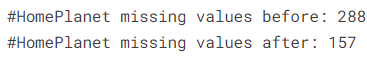 #HomePlanet missing values before: 288
#HomePlanet missing values after: 157